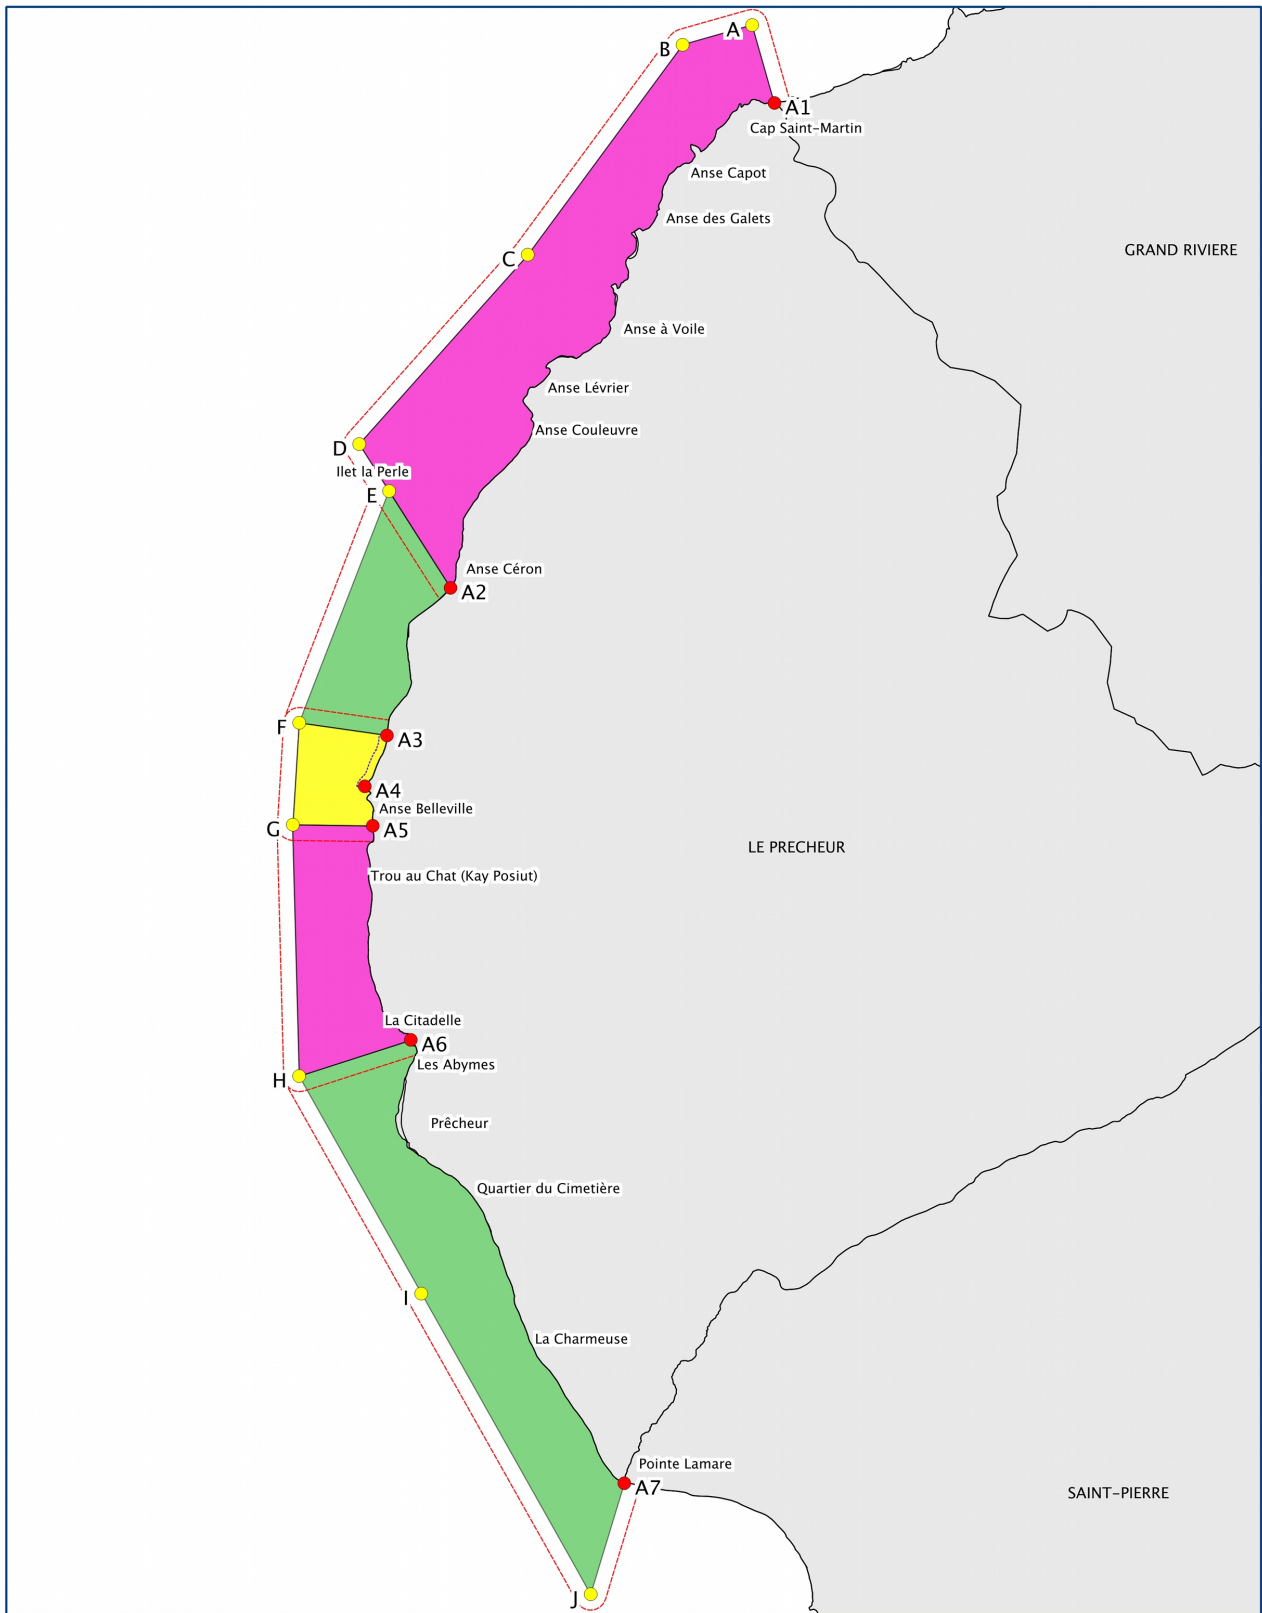 A
B
A1
Cap Saint-Martin
Anse Capot
Anse des Galets
GRAND RIVIERE
C
Anse à Voile
Anse Lévrier
Anse Couleuvre
D
Ilet la Perle
E
Anse Céron
A2
F
A3
A4
Anse Belleville
G
A5
LE PRECHEUR
Trou au Chat (Kay Posiut)
La Citadelle
A6
Les Abymes
H
Prêcheur
Quartier du Cimetière
I
La Charmeuse
Pointe Lamare
A7
SAINT-PIERRE
J